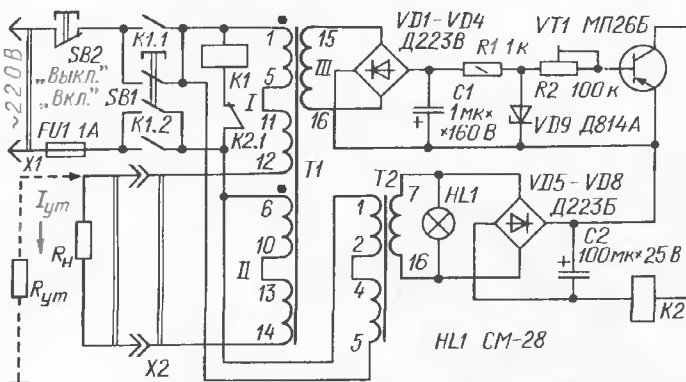 ~220В
SB2
„Выкл."
„Вкл."
SB1
K1.1
K1.2
FU1 1А
X1
K1
K2.1
1
5
I
11
12
6
10
II
13
14
T1
15
III
16
VD1–VD4
Д223В
R1 1к
VT1 МП26Б
R2 100к
C1
1мк×
×160В
VD9 Д814А
T2
1
2
4
5
7
16
HL1
VD5–VD8
Д223Б
C2
100мк×25В
K2
HL1 СМ-28
Iут
Rн
Rут
X2